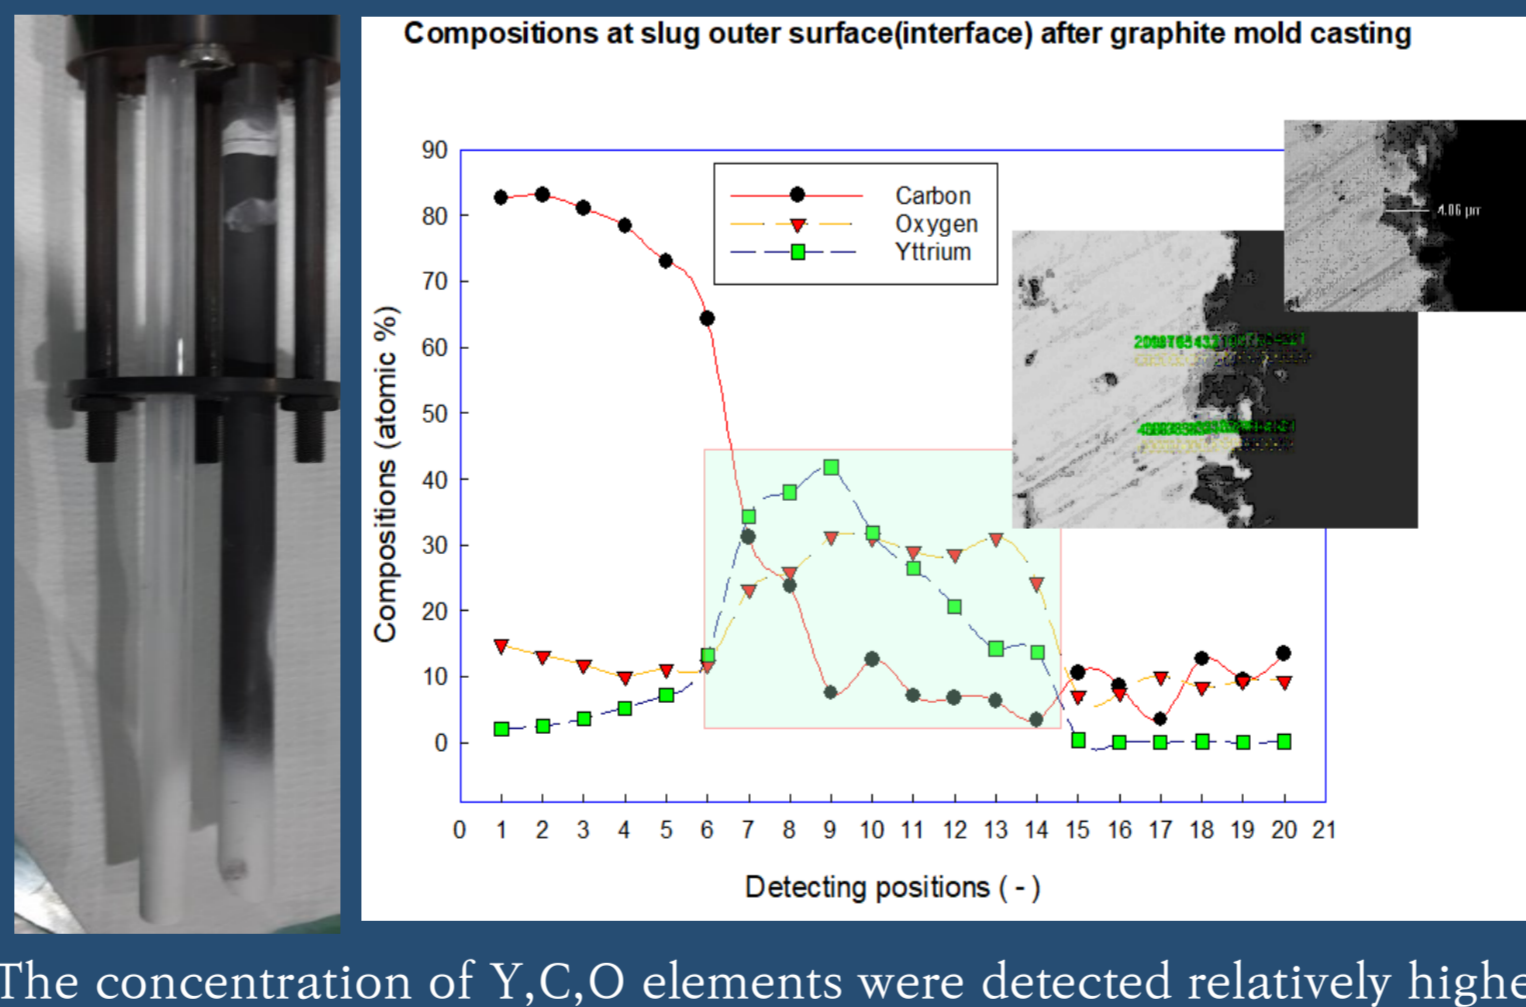 Compositions at slug outer surface(interface) after graphite mold casting
90
80
70
60
50
40
30
20
10
0
Compositions (atomic %)
Carbon
Oxygen
Yttrium
4.06 μm
0 1 2 3 4 5 6 7 8 9 10 11 12 13 14 15 16 17 18 19 20 21
Detecting positions ( - )
The concentration of Y,C,O elements were detected relatively highe